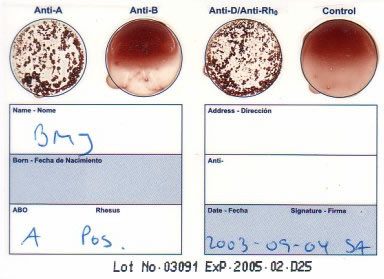 Anti-A Anti-B Anti-D/Anti-Rh₀ Control
Name - Nome
BMJ
Address - Dirección
Born - Fecha de Nacimiento
Anti-
ABO Rhesus
A Pos.
Date - Fecha Signature - Firma
2003-09-04 SA
Lot No.03091 ExP.2005.02.D25